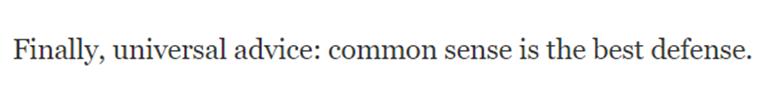 Finally, universal advice: common sense is the best defense.